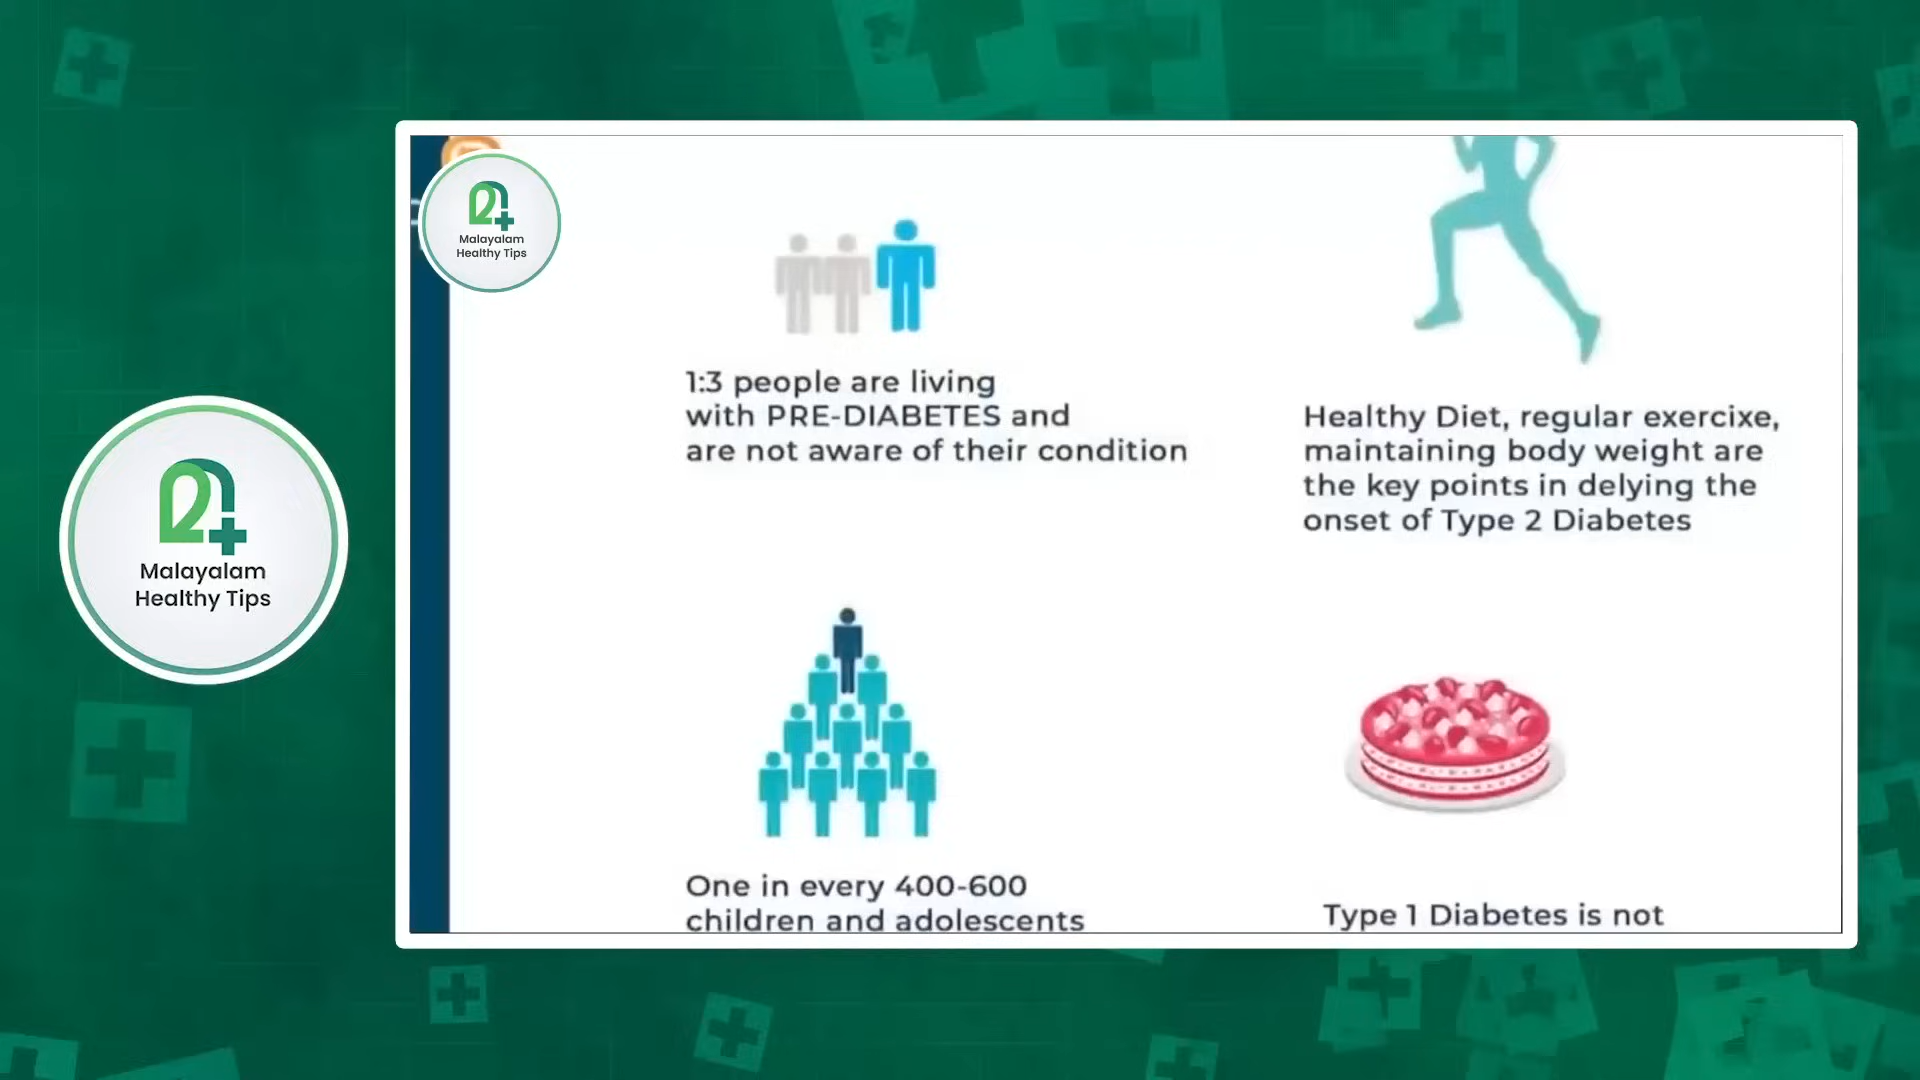 Malayalam
Healthy Tips
1:3 people are living
with PRE-DIABETES and
are not aware of their condition
Healthy Diet, regular exercixe,
maintaining body weight are
the key points in delying the
onset of Type 2 Diabetes
One in every 400-600
children and adolescents
Type 1 Diabetes is not
Malayalam
Healthy Tips